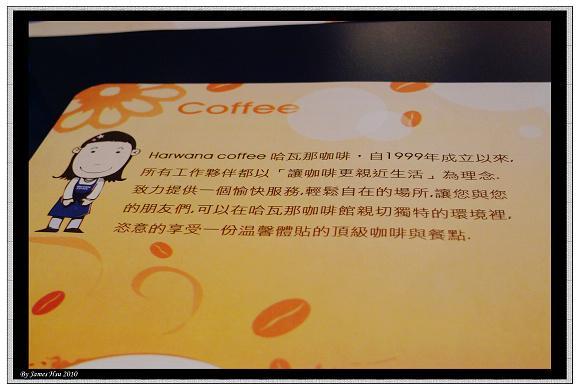 Coffee
Harwana coffee 哈瓦那咖啡，自1999年成立以來,
所有工作夥伴都以「讓咖啡更親近生活」為理念.
致力提供一個愉快服務,輕鬆自在的場所,讓您與您
的朋友們,可以在哈瓦那咖啡館親切獨特的環境裡,
恣意的享受一份溫馨體貼的頂級咖啡與餐點.
By James Hsu 2010